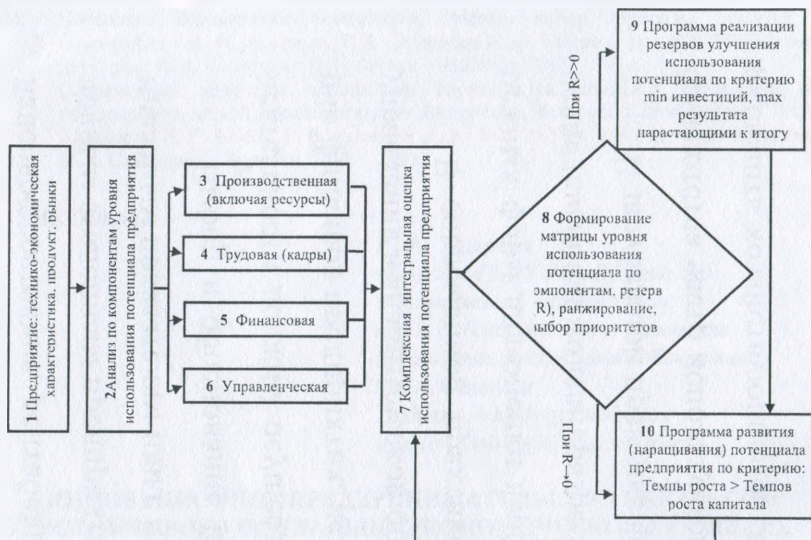 1 Предприятие: технико-экономическая
характеристика, продукт, рынки
2 Анализ по компонентам уровня
использования потенциала предприятия
3 Производственная
(включая ресурсы)
4 Трудовая (кадры)
5 Финансовая
6 Управленческая
7 Комплексная интегральная оценка
использования потенциала предприятия
8 Формирование
матрицы уровня
использования
потенциала по
омпонентам, резерв
(R), ранжирование,
ыбор приоритетов
При R>>0
9 Программа реализации
резервов улучшения
использования
потенциала по критерию
min инвестиций, max
результата
нарастающими к итогу
При R→0
10 Программа развития
(наращивания) потенциала
предприятия по критерию:
Темпы роста > Темпов
роста капитала